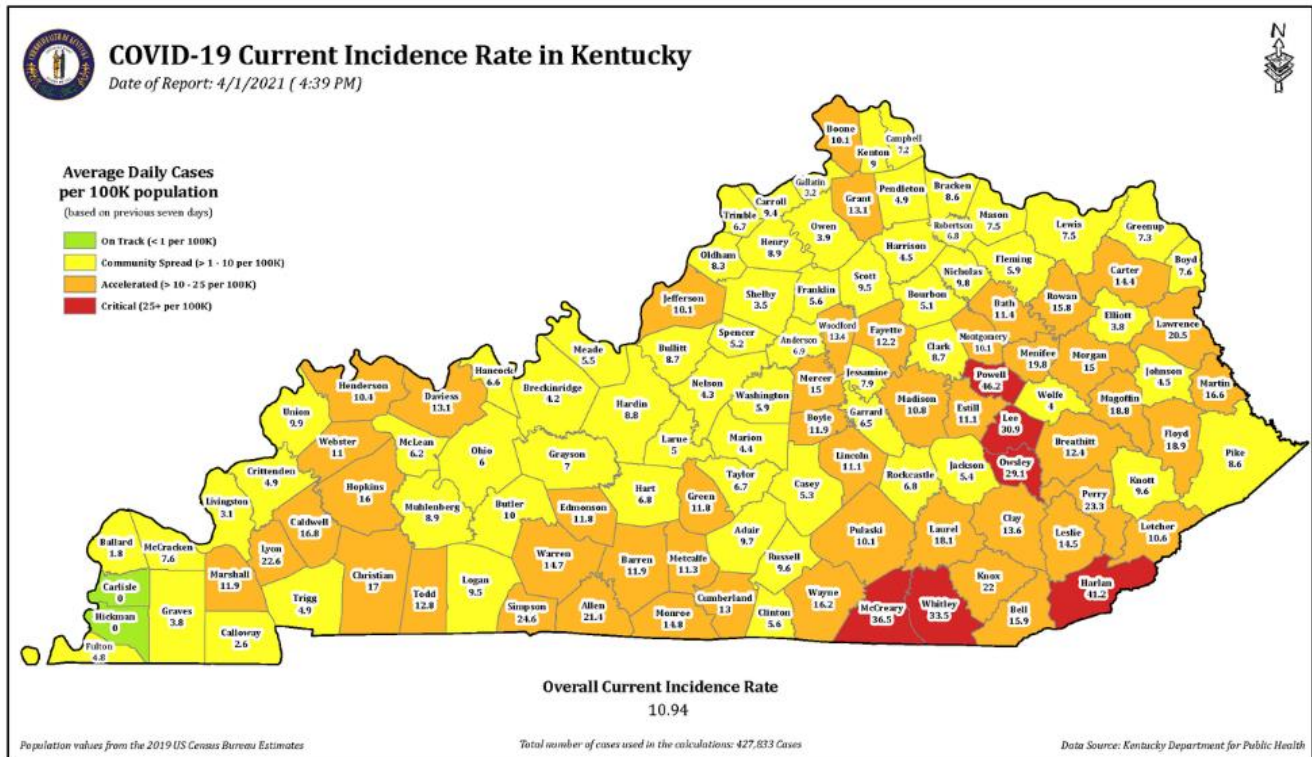 COVID-19 Current Incidence Rate in Kentucky
Date of Report: 4/1/2021 ( 4:39 PM)
N
Average Daily Cases
per 100K population
(based on previous seven days)
On Track (< 1 per 100K)
Community Spread (> 1 - 10 per 100K)
Accelerated (> 10 - 25 per 100K)
Critical (25+ per 100K)
Boone
10.1
Kenton
9
Campbell
7.2
Gallatin
3.2
Grant
13.1
Pendleton
4.9
Bracken
8.6
Carroll
9.4
Trimble
6.7
Owen
3.9
Robertson
6.8
Mason
7.5
Lewis
7.5
Greenup
7.3
Henry
8.9
Oldham
8.3
Harrison
4.5
Fleming
5.9
Boyd
7.6
Carter
14.4
Nicholas
9.8
Scott
9.5
Franklin
5.6
Shelby
3.5
Jefferson
10.1
Bourbon
5.1
Bath
11.4
Rowan
15.8
Elliott
3.8
Lawrence
20.5
Spencer
5.2
Anderson
6.9
Woodford
13.4
Fayette
12.2
Clark
8.7
Montgomery
10.1
Menifee
19.8
Morgan
15
Johnson
4.5
Martin
16.6
Meade
5.5
Bullitt
8.7
Hancock
6.6
Breckinridge
4.2
Nelson
4.3
Washington
5.9
Mercer
15
Jessamine
7.9
Powell
46.2
Wolfe
4
Magoffin
18.8
Henderson
10.4
Daviess
13.1
Hardin
8.8
Boyle
11.9
Garrard
6.5
Madison
10.8
Estill
11.1
Lee
30.9
Breathitt
12.4
Floyd
18.9
Pike
8.6
Union
9.9
Webster
11
McLean
6.2
Ohio
6
Grayson
7
Larue
5
Marion
4.4
Lincoln
11.1
Rockcastle
6.8
Jackson
5.4
Owsley
29.1
Knott
9.6
Crittenden
4.9
Hopkins
16
Muhlenberg
8.9
Butler
10
Edmonson
11.8
Hart
6.8
Green
11.8
Taylor
6.7
Casey
5.3
Perry
23.3
Livingston
3.1
Caldwell
16.8
Adair
9.7
Pulaski
10.1
Laurel
18.1
Clay
13.6
Leslie
14.5
Letcher
10.6
Ballard
1.8
McCracken
7.6
Lyon
22.6
Warren
14.7
Barren
11.9
Metcalfe
11.3
Russell
9.6
Carlisle
0
Marshall
11.9
Christian
17
Todd
12.8
Logan
9.5
Trigg
4.9
Knox
22
Harlan
41.2
Hickman
0
Graves
3.8
Simpson
24.6
Allen
21.4
Monroe
14.8
Cumberland
13
Clinton
5.6
Wayne
16.2
McCreary
36.5
Whitley
33.5
Bell
15.9
Fulton
4.8
Calloway
2.6
Overall Current Incidence Rate
10.94
Population values from the 2019 US Census Bureau Estimates
Total number of cases used in the calculations: 427,833 Cases
Data Source: Kentucky Department for Public Health